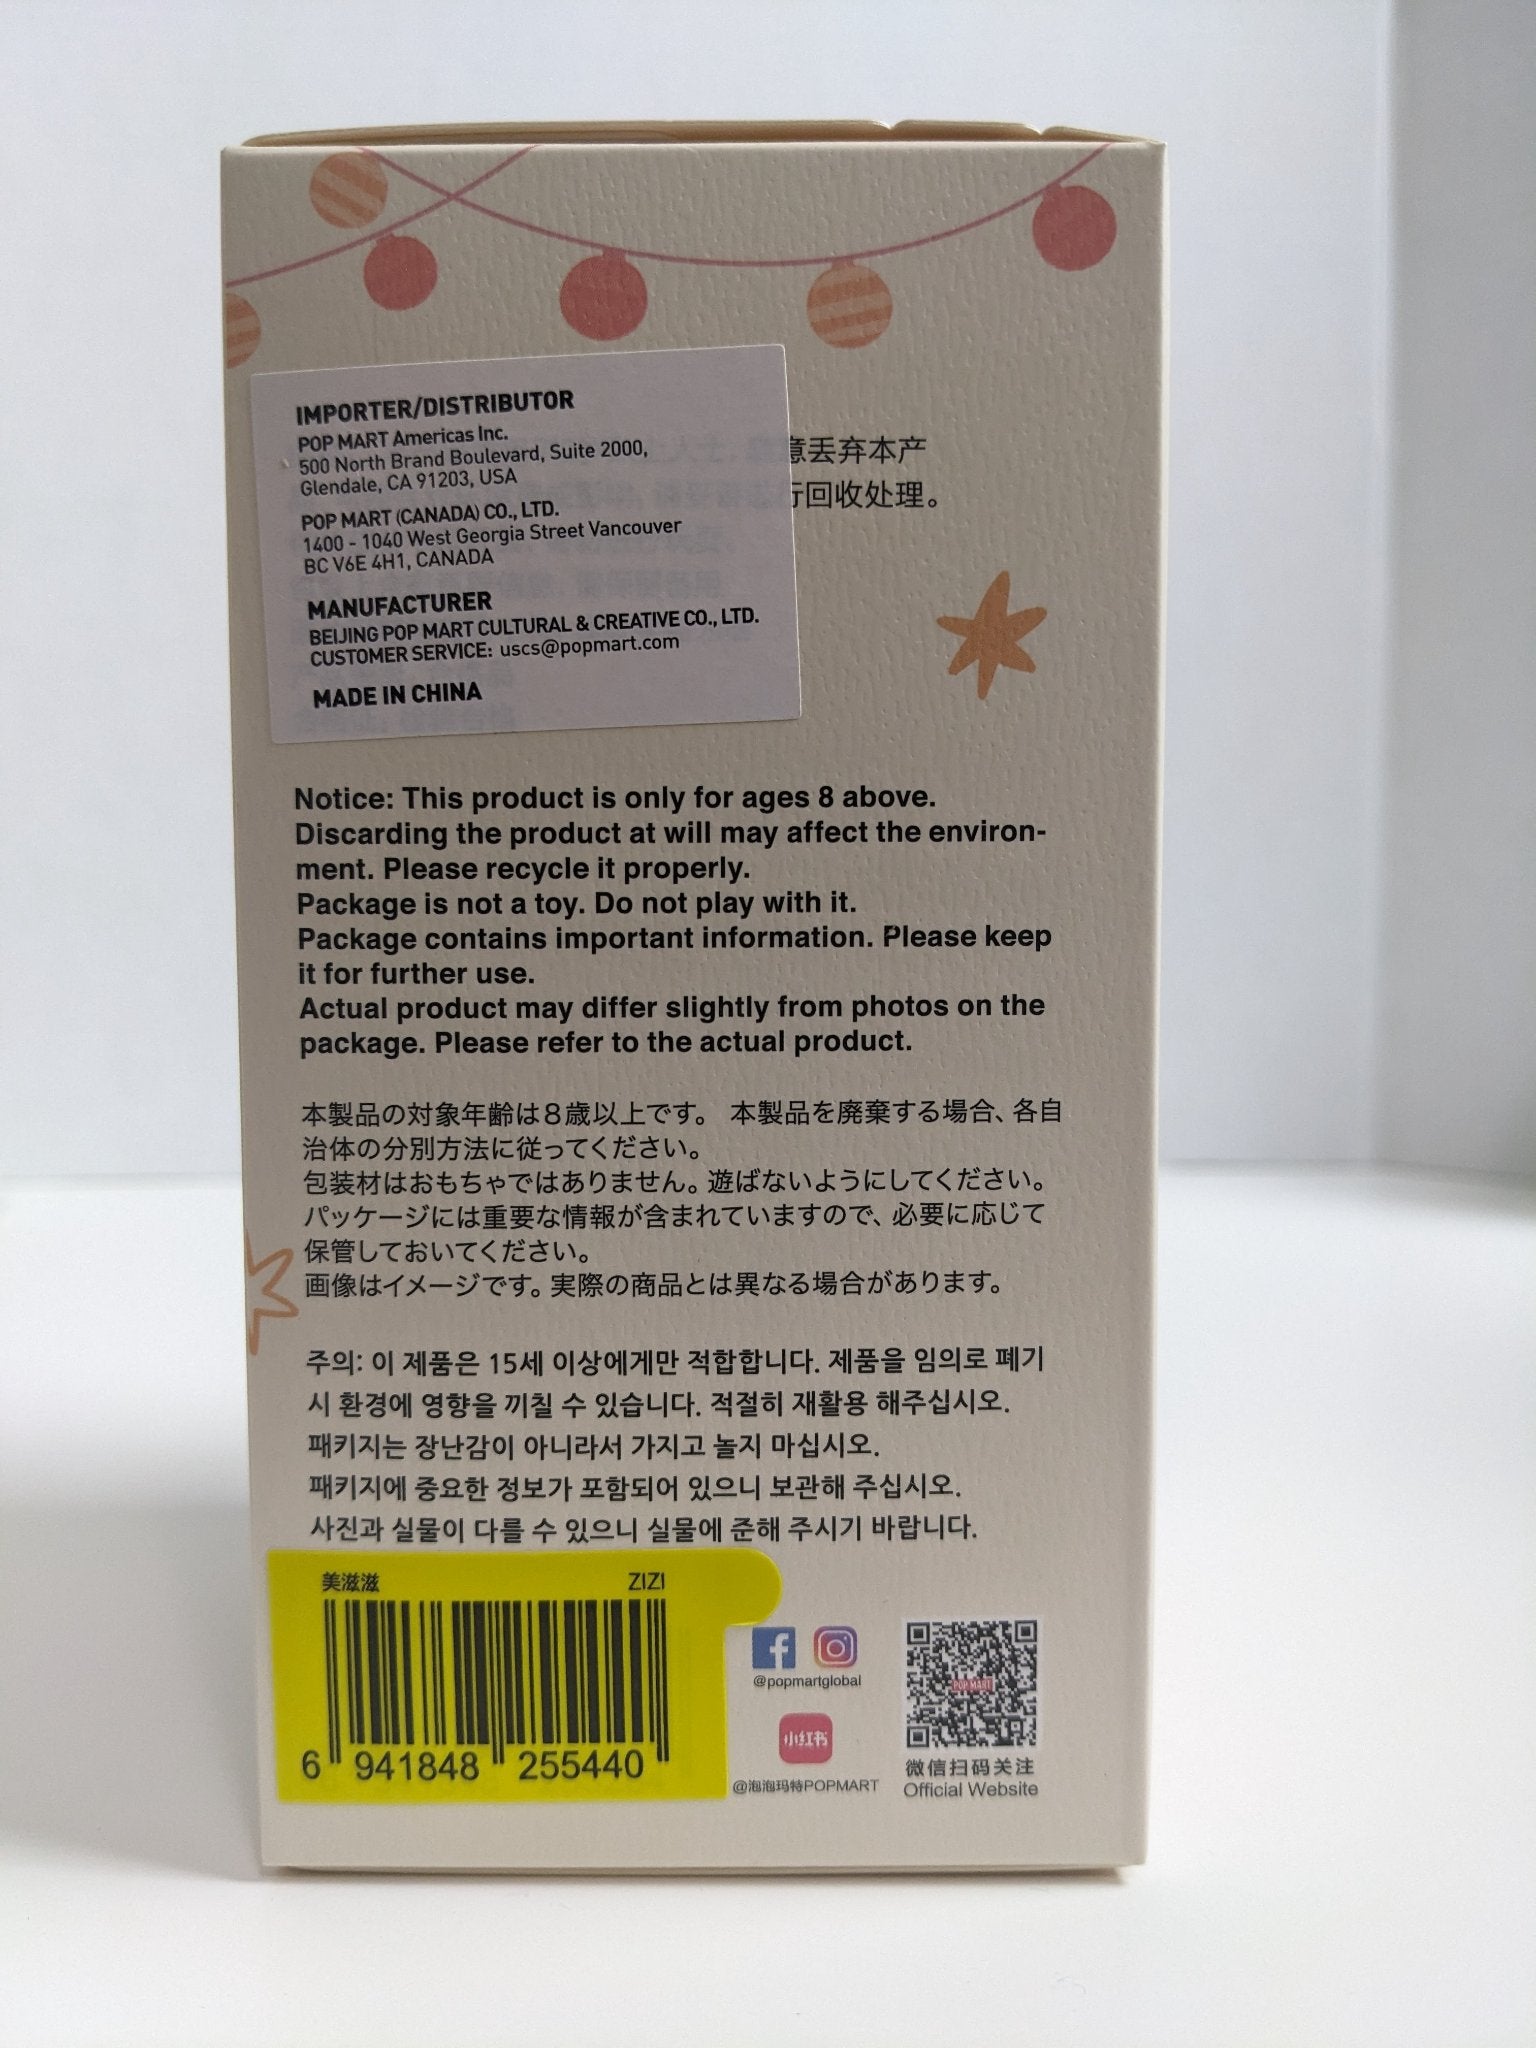 IMPORTER/DISTRIBUTOR
POP MART Americas Inc.
500 North Brand Boulevard, Suite 2000,
Glendale, CA 91203, USA
POP MART (CANADA) CO., LTD.
1400 - 1040 West Georgia Street Vancouver
BC V6E 4H1, CANADA
MANUFACTURER
BEIJING POP MART CULTURAL & CREATIVE CO., LTD.
CUSTOMER SERVICE: uscs@popmart.com
MADE IN CHINA
意丢弃本产
行回收处理。
Notice: This product is only for ages 8 above.
Discarding the product at will may affect the environ-
ment. Please recycle it properly.
Package is not a toy. Do not play with it.
Package contains important information. Please keep
it for further use.
Actual product may differ slightly from photos on the
package. Please refer to the actual product.
本製品の対象年齢は8歳以上です。 本製品を廃棄する場合、各自
治体の分別方法に従ってください。
包装材はおもちゃではありません。遊ばないようにしてください。
パッケージには重要な情報が含まれていますので、必要に応じて
保管しておいてください。
画像はイメージです。実際の商品とは異なる場合があります。
주의: 이 제품은 15세 이상에게만 적합합니다. 제품을 임의로 폐기
시 환경에 영향을 끼칠 수 있습니다. 적절히 재활용 해주십시오.
패키지는 장난감이 아니라서 가지고 놀지 마십시오.
패키지에 중요한 정보가 포함되어 있으니 보관해 주십시오.
사진과 실물이 다를 수 있으니 실물에 준해 주시기 바랍니다.
美滋滋 ZIZI
6 941848 255440
@popmartglobal
小红书
@泡泡玛特POPMART
POP MART
微信扫码关注
Official Website